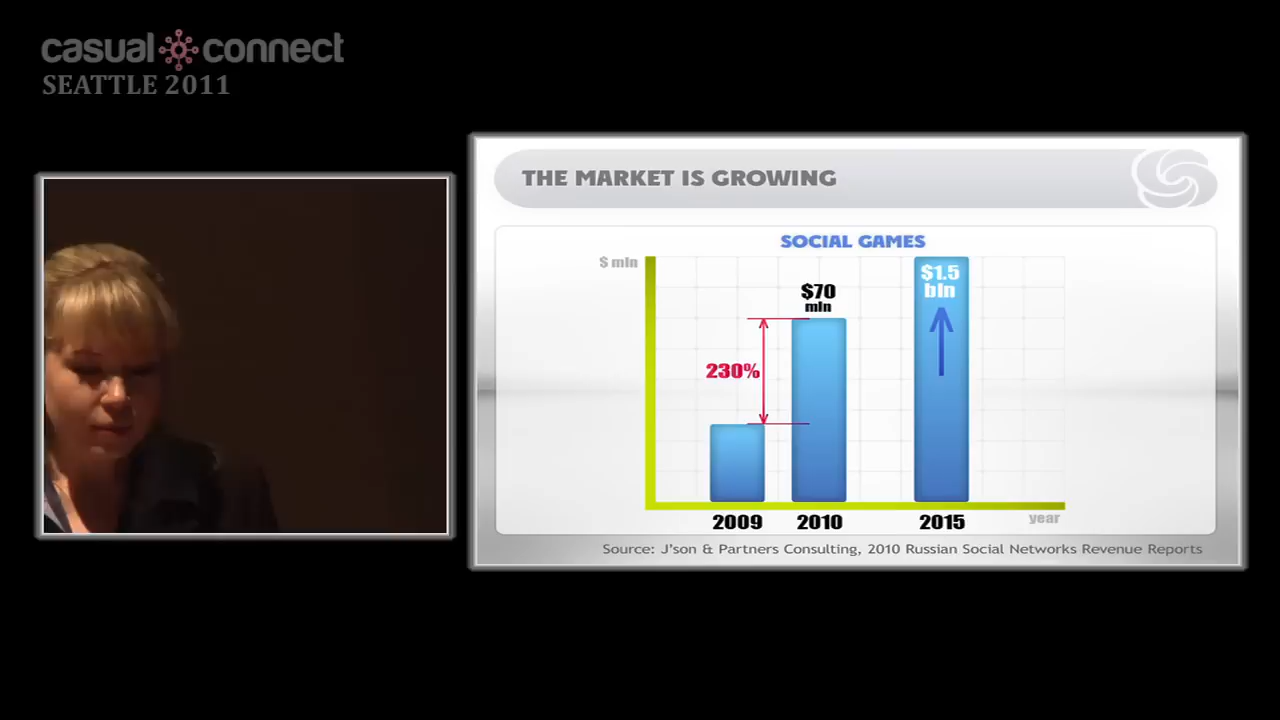 casual connect
SEATTLE 2011
THE MARKET IS GROWING
SOCIAL GAMES
$ mln
$1.5
bln
$70
mln
230%
2009 2010 2015 year
Source: J'son & Partners Consulting, 2010 Russian Social Networks Revenue Reports